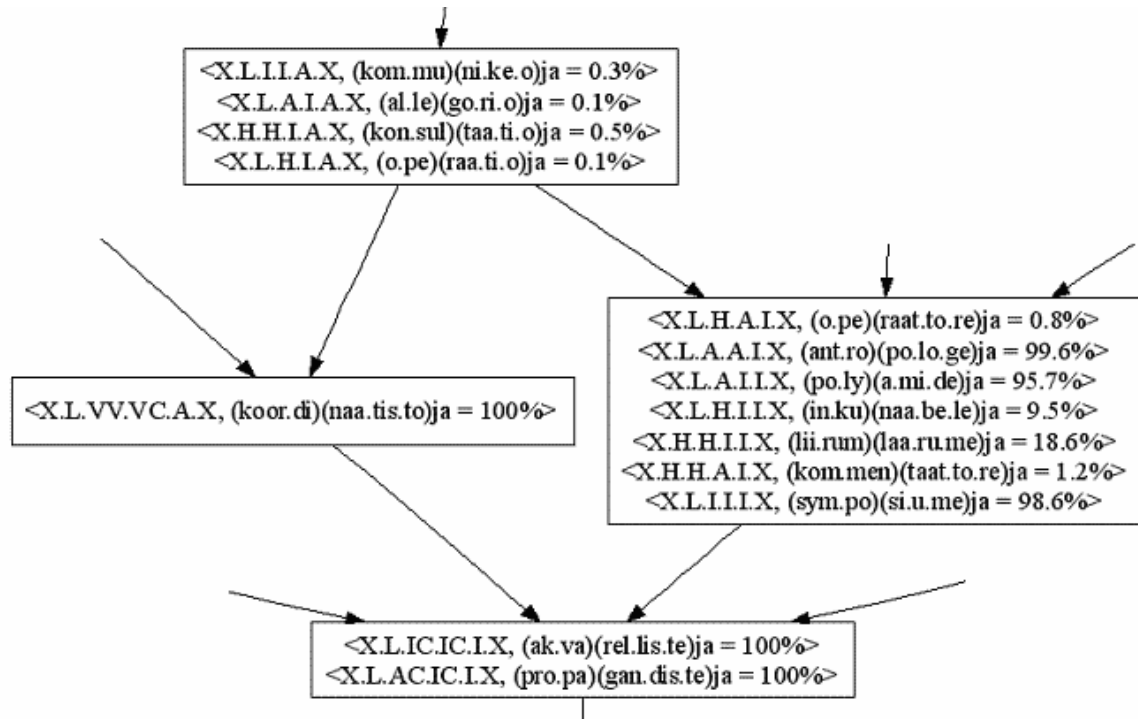 <X.L.I.I.A.X, (kom.mu)(ni.ke.o)ja = 0.3%>
<X.L.A.I.A.X, (al.le)(go.ri.o)ja = 0.1%>
<X.H.H.I.A.X, (kon.sul)(taa.ti.o)ja = 0.5%>
<X.L.H.I.A.X, (o.pe)(raa.ti.o)ja = 0.1%>
<X.L.H.A.I.X, (o.pe)(raat.to.re)ja = 0.8%>
<X.L.A.A.I.X, (ant.ro)(po.lo.ge)ja = 99.6%>
<X.L.A.I.I.X, (po.ly)(a.mi.de)ja = 95.7%>
<X.L.H.I.I.X, (in.ku)(naa.be.le)ja = 9.5%>
<X.H.H.I.I.X, (lii.rum)(laa.ru.me)ja = 18.6%>
<X.H.H.A.I.X, (kom.men)(taat.to.re)ja = 1.2%>
<X.L.I.I.I.X, (sym.po)(si.u.me)ja = 98.6%>
<X.L.VV.VC.A.X, (koor.di)(naa.tis.to)ja = 100%>
<X.L.IC.IC.I.X, (ak.va)(rel.lis.te)ja = 100%>
<X.L.AC.IC.I.X, (pro.pa)(gan.dis.te)ja = 100%>